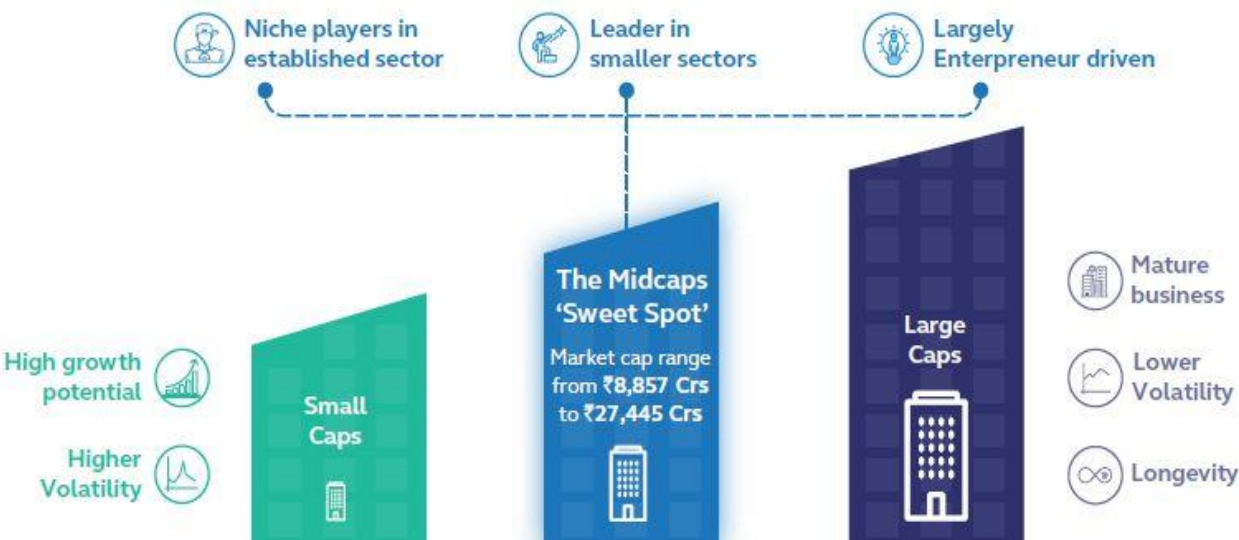 Niche players in
established sector
Leader in
smaller sectors
Largely
Enterpreneur driven
High growth
potential
Higher
Volatility
Small
Caps
The Midcaps
‘Sweet Spot’
Market cap range
from ₹8,857 Crs
to ₹27,445 Crs
Large
Caps
Mature
business
Lower
Volatility
Longevity